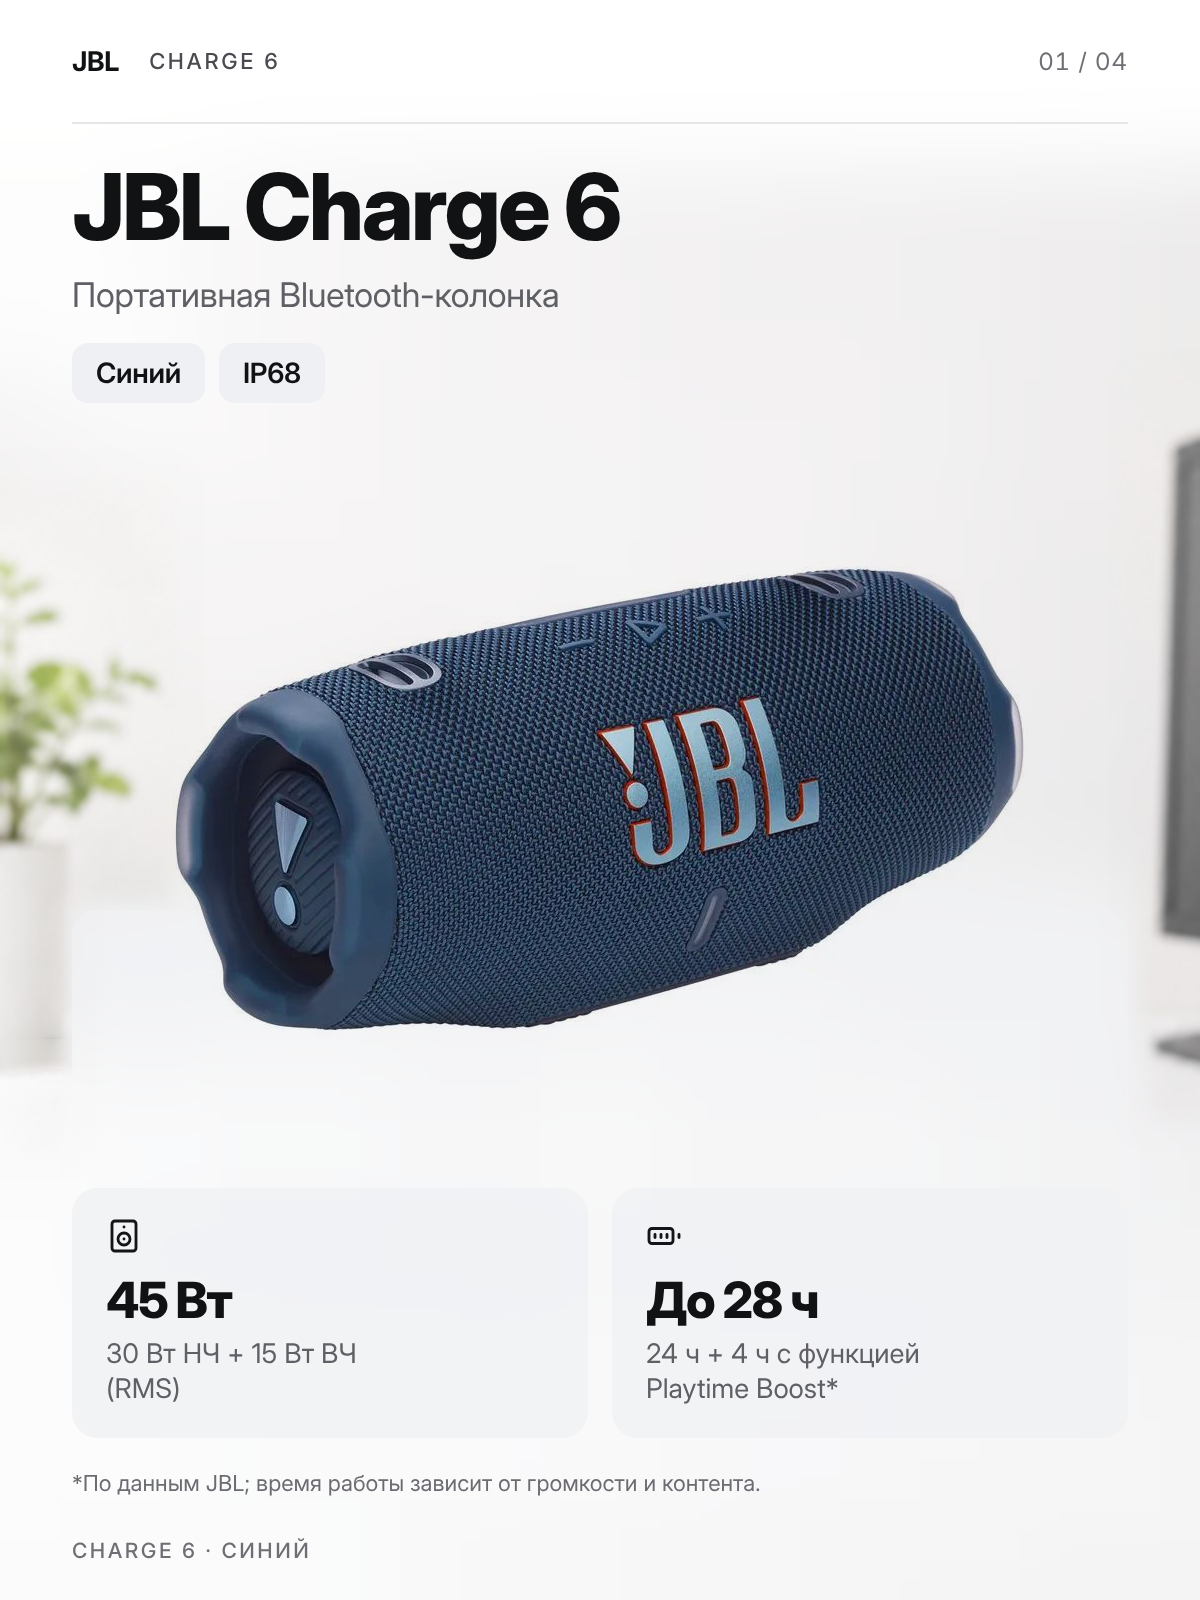 JBL CHARGE 6 01 / 04
JBL Charge 6
Портативная Bluetooth-колонка
Синий IP68
JBL
45 Вт До 28 ч
30 Вт НЧ + 15 Вт ВЧ
(RMS)
24 ч + 4 ч с функцией
Playtime Boost*
*По данным JBL; время работы зависит от громкости и контента.
CHARGE 6 · СИНИЙ